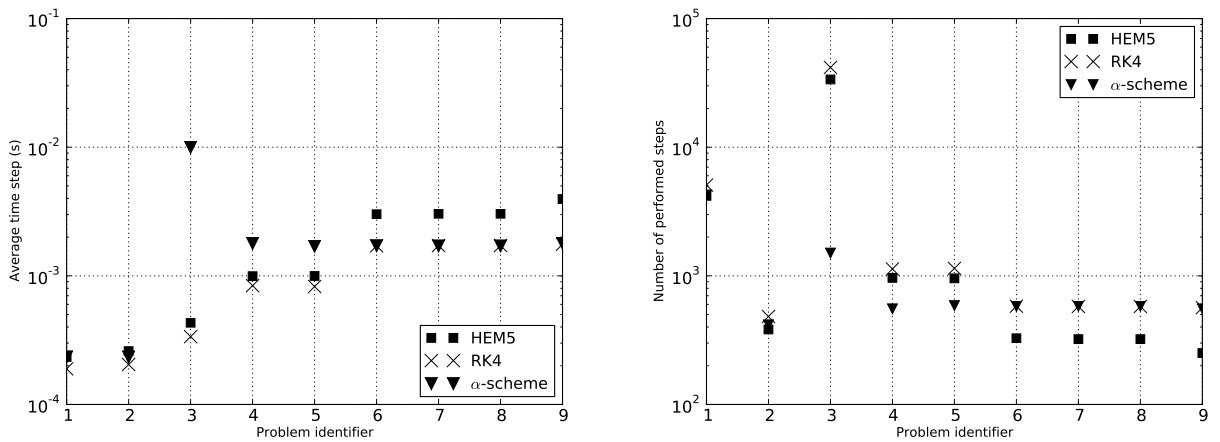 10^-1
10^-2
10^-3
10^-4
Average time step (s)
1 2 3 4 5 6 7 8 9
Problem identifier
HEM5
RK4
α-scheme
10^5
10^4
10^3
10^2
Number of performed steps
1 2 3 4 5 6 7 8 9
Problem identifier
HEM5
RK4
α-scheme